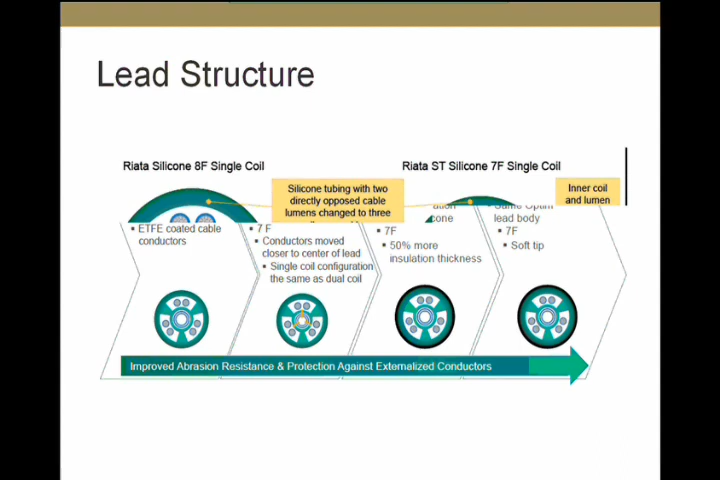 Lead Structure
Riata Silicone 8F Single Coil
Riata ST Silicone 7F Single Coil
Silicone tubing with two
directly opposed cable
lumens changed to three
Inner coil
and lumen
▪ ETFE coated cable
conductors
▪ 7 F
▪ Conductors moved
closer to center of lead
▪ Single coil configuration
the same as dual coil
▪ 7F
▪ 50% more
insulation thickness
lead body
▪ 7F
▪ Soft tip
Improved Abrasion Resistance & Protection Against Externalized Conductors